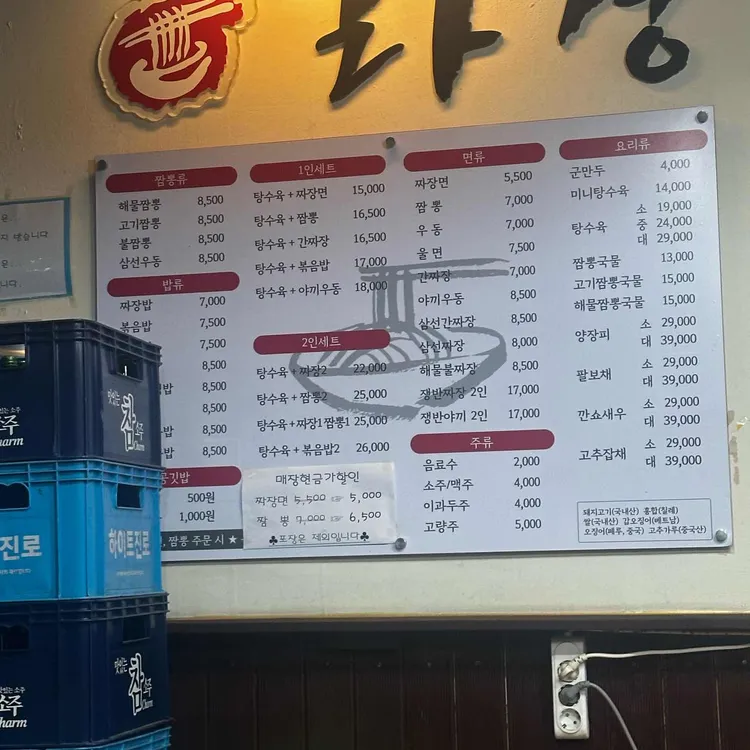 짬뽕류
해물짬뽕 8,500
고기짬뽕 8,500
불짬뽕 8,500
삼선우동 8,500
밥류
짜장밥 7,000
볶음밥 7,500
7,500
8,500
8,500
8,500
8,500
500원
1,000원
짬뽕 주문 시 ★
1인세트
탕수육 + 짜장면 15,000
탕수육 + 짬뽕 16,500
탕수육 + 간짜장 16,500
탕수육 + 볶음밥 17,000
탕수육 + 야끼우동 18,000
2인세트
탕수육 + 짜장2 22,000
탕수육 + 짬뽕2 25,000
탕수육 + 짜장1 짬뽕1 25,000
탕수육 + 볶음밥2 26,000
매장현금가할인
짜장면 5,500 ☞ 5,000
짬 뽕 7,000 ☞ 6,500
♣포장은 제외입니다♣
면류
짜장면 5,500
짬 뽕 7,000
우 동 7,000
울 면 7,500
간짜장 7,000
야끼우동 8,500
삼선간짜장 8,500
삼선짜장 8,000
해물불짜장 8,500
쟁반짜장 2인 17,000
쟁반야끼 2인 17,000
주류
음료수 2,000
소주/맥주 4,000
이과두주 4,000
고량주 5,000
요리류
군만두 4,000
미니탕수육 14,000
탕수육 소 19,000
중 24,000
대 29,000
짬뽕국물 13,000
고기짬뽕국물 15,000
해물짬뽕국물 15,000
양장피 소 29,000
대 39,000
팔보채 소 29,000
대 39,000
깐쇼새우 소 29,000
대 39,000
고추잡채 소 29,000
대 39,000
돼지고기(국내산) 홍합(칠레)
쌀(국내산) 갑오징어(베트남)
오징어(페루, 중국) 고추가루(중국산)
맛있는 소주
참
소주
Charm
진로
하이트진로
맛있는
참
소주
Charm